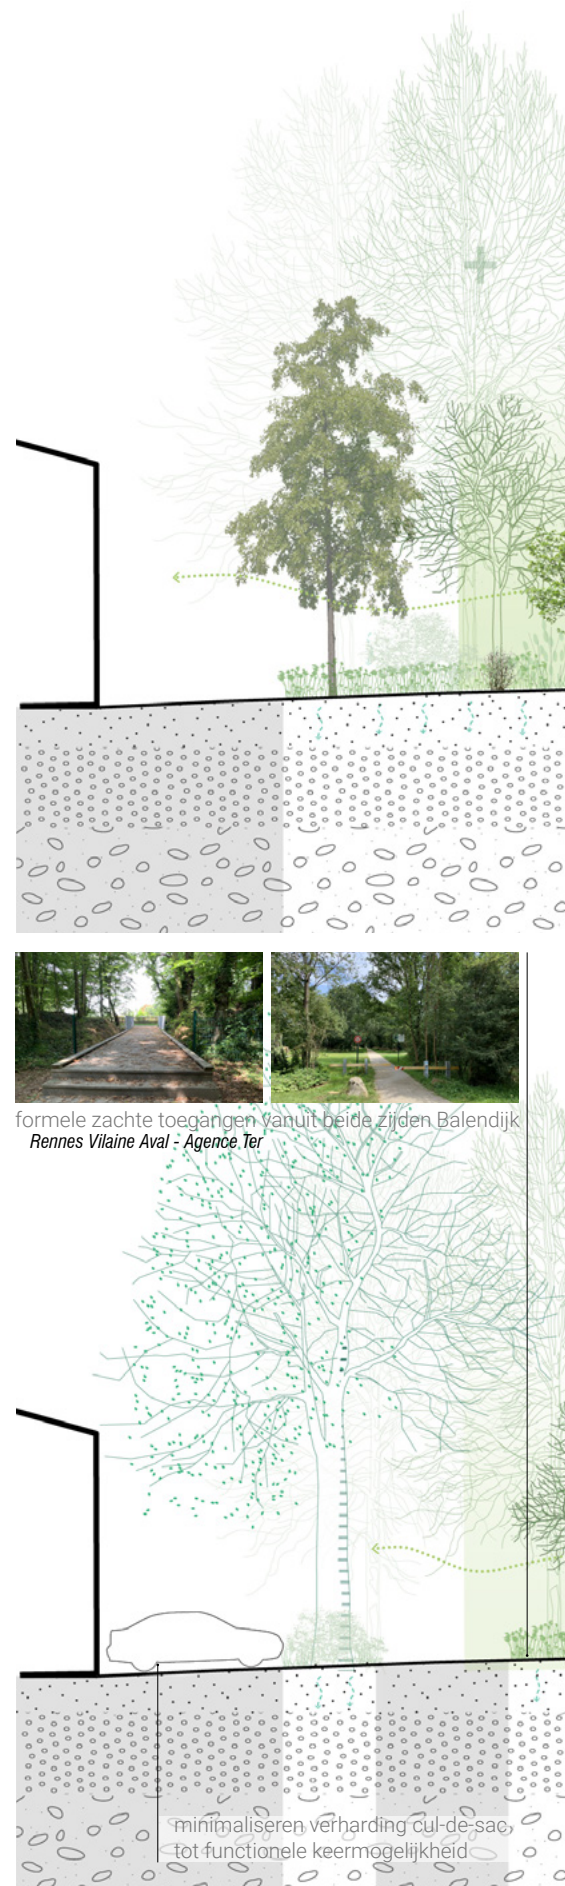 formele zachte toegangen vanuit beide zijden Balendijk
Rennes Vilaine Aval - Agence Ter
minimaliseren verharding cul-de-sac,
tot functionele keermogelijkheid